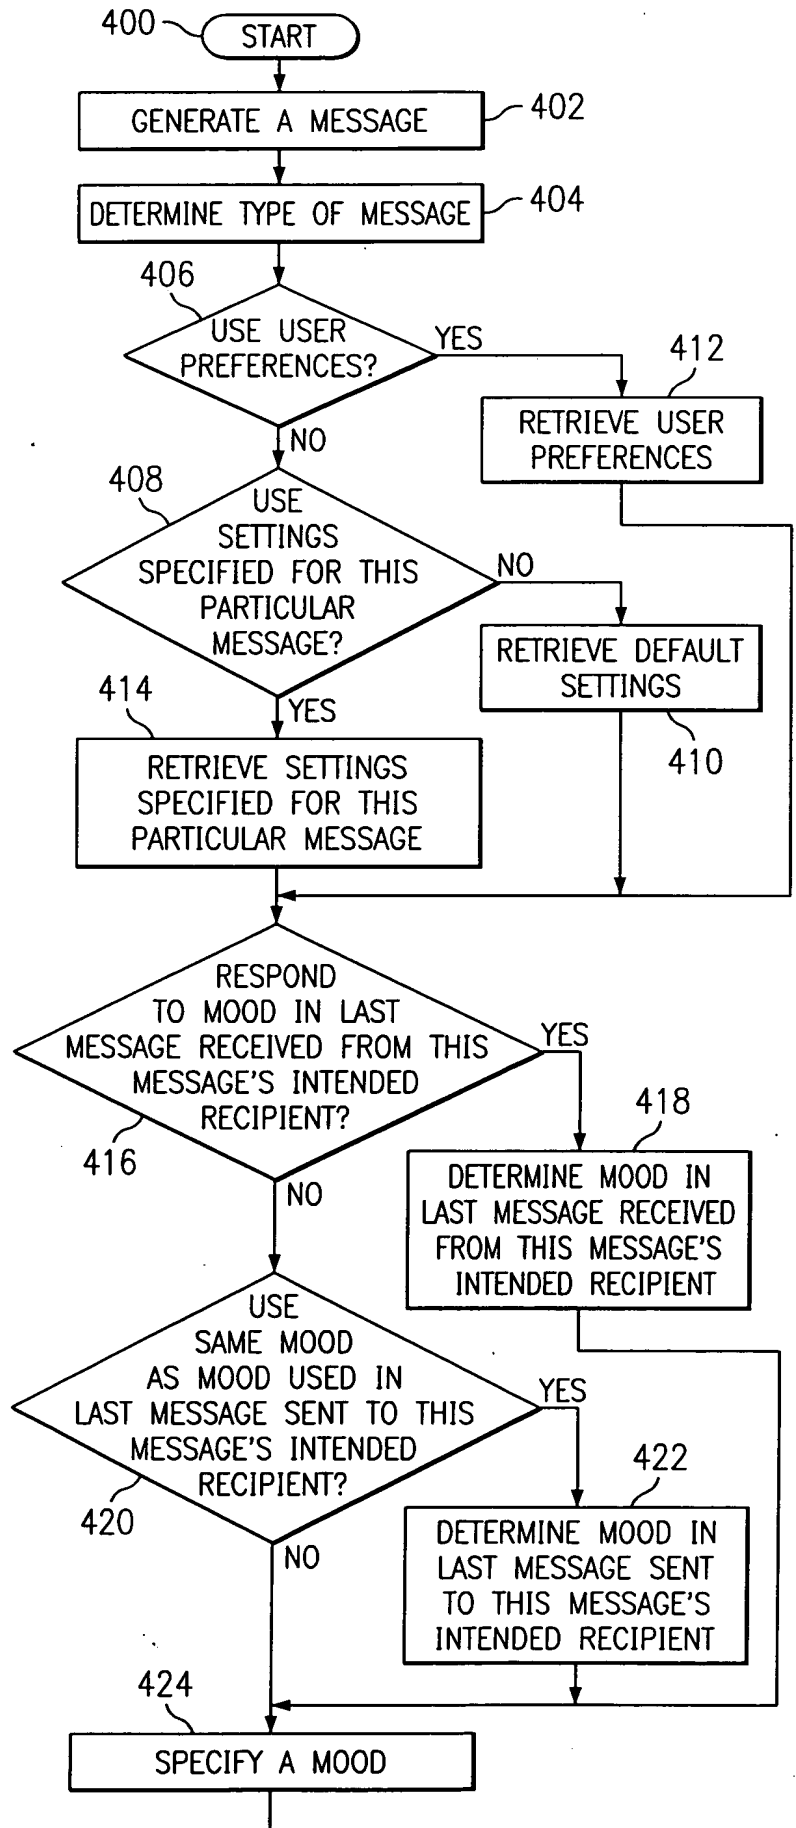 400
START
GENERATE A MESSAGE
402
DETERMINE TYPE OF MESSAGE
404
406
USE USER
PREFERENCES?
YES
412
RETRIEVE USER
PREFERENCES
NO
408
USE
SETTINGS
SPECIFIED FOR THIS
PARTICULAR
MESSAGE?
NO
RETRIEVE DEFAULT
SETTINGS
410
YES
414
RETRIEVE SETTINGS
SPECIFIED FOR THIS
PARTICULAR MESSAGE
RESPOND
TO MOOD IN LAST
MESSAGE RECEIVED FROM THIS
MESSAGE'S INTENDED
RECIPIENT?
416
YES
418
DETERMINE MOOD IN
LAST MESSAGE RECEIVED
FROM THIS MESSAGE'S
INTENDED RECIPIENT
NO
USE
SAME MOOD
AS MOOD USED IN
LAST MESSAGE SENT TO THIS
MESSAGE'S INTENDED
RECIPIENT?
420
YES
422
DETERMINE MOOD IN
LAST MESSAGE SENT
TO THIS MESSAGE'S
INTENDED RECIPIENT
NO
424
SPECIFY A MOOD